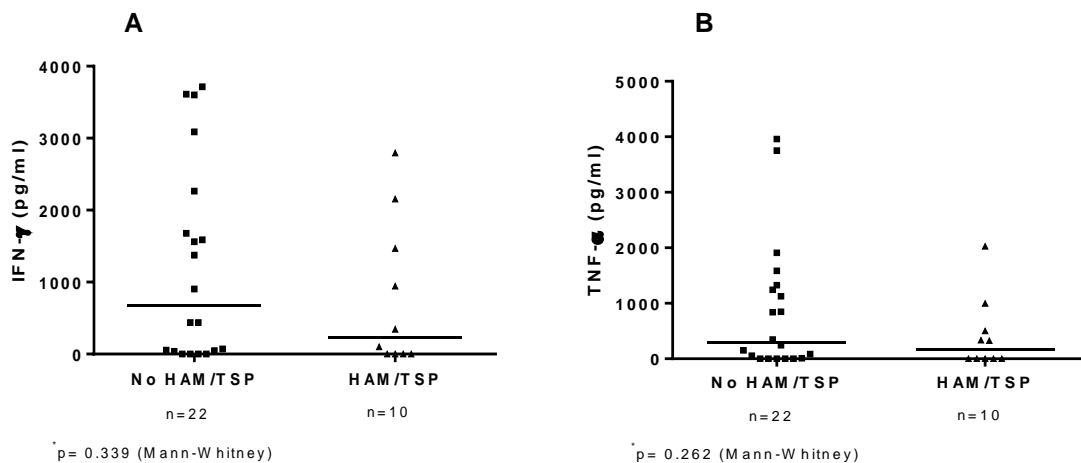 A
IFN-γ (pg/ml)
4000
3000
2000
1000
0
No HAM/TSP
HAM/TSP
n=22
n=10
*p= 0.339 (Mann-Whitney)
B
TNF-α (pg/ml)
5000
4000
3000
2000
1000
0
No HAM/TSP
HAM/TSP
n=22
n=10
*p= 0.262 (Mann-Whitney)